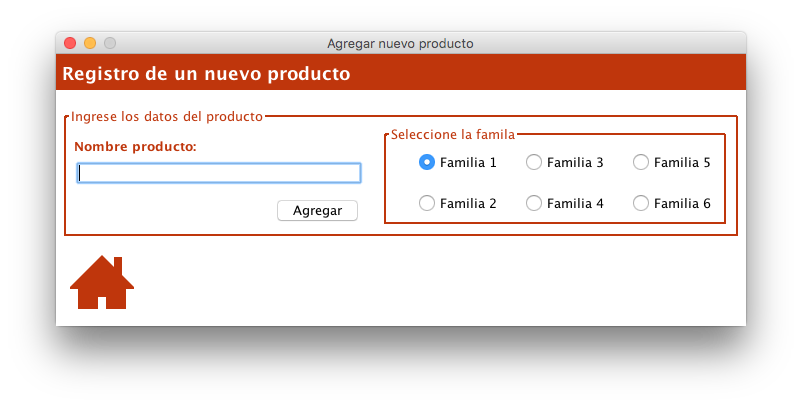 Agregar nuevo producto
Registro de un nuevo producto
Ingrese los datos del producto
Nombre producto:
Agregar
Seleccione la famila
Familia 1 Familia 3 Familia 5
Familia 2 Familia 4 Familia 6